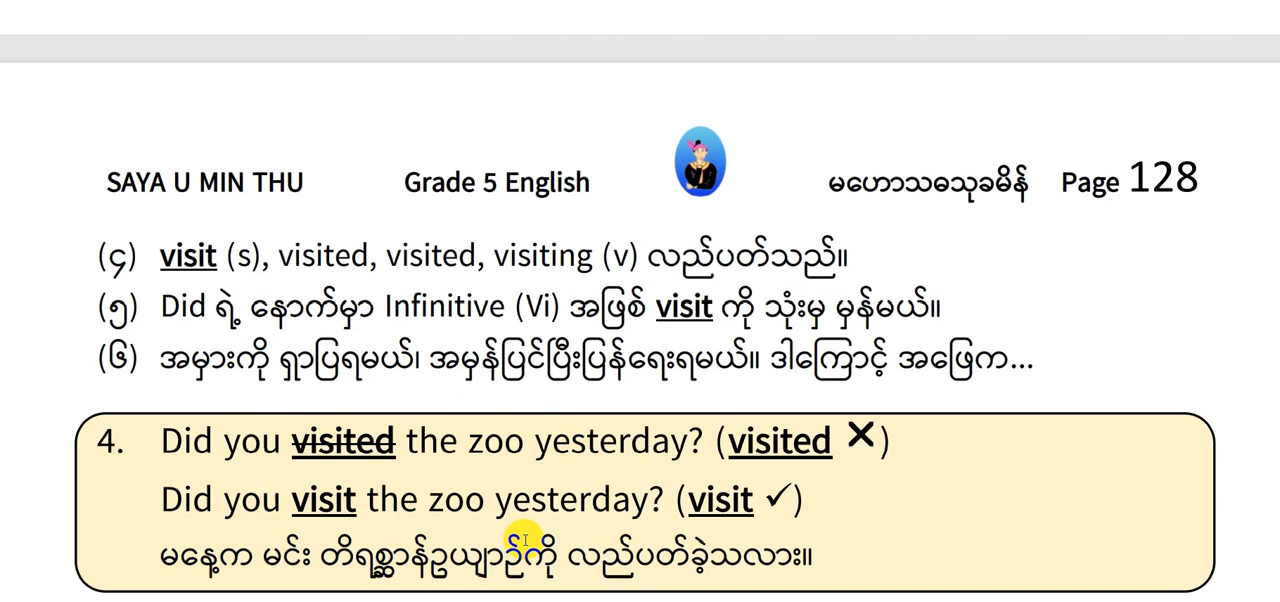 SAYA U MIN THU Grade 5 English မဟောသဓသုခမိန် Page 128
(၄) visit (s), visited, visited, visiting (v) လည်ပတ်သည်။
(၅) Did ရဲ့ နောက်မှာ Infinitive (Vi) အဖြစ် visit ကို သုံးမှ မှန်မယ်။
(၆) အမှားကို ရှာပြရမယ်၊ အမှန်ပြင်ပြီးပြန်ရေးရမယ်။ ဒါကြောင့် အဖြေက...
4. Did you visited the zoo yesterday? (visited ✕)
Did you visit the zoo yesterday? (visit ✓)
မနေ့က မင်း တိရစ္ဆာန်ဥယျာဉ်ကို လည်ပတ်ခဲ့သလား။